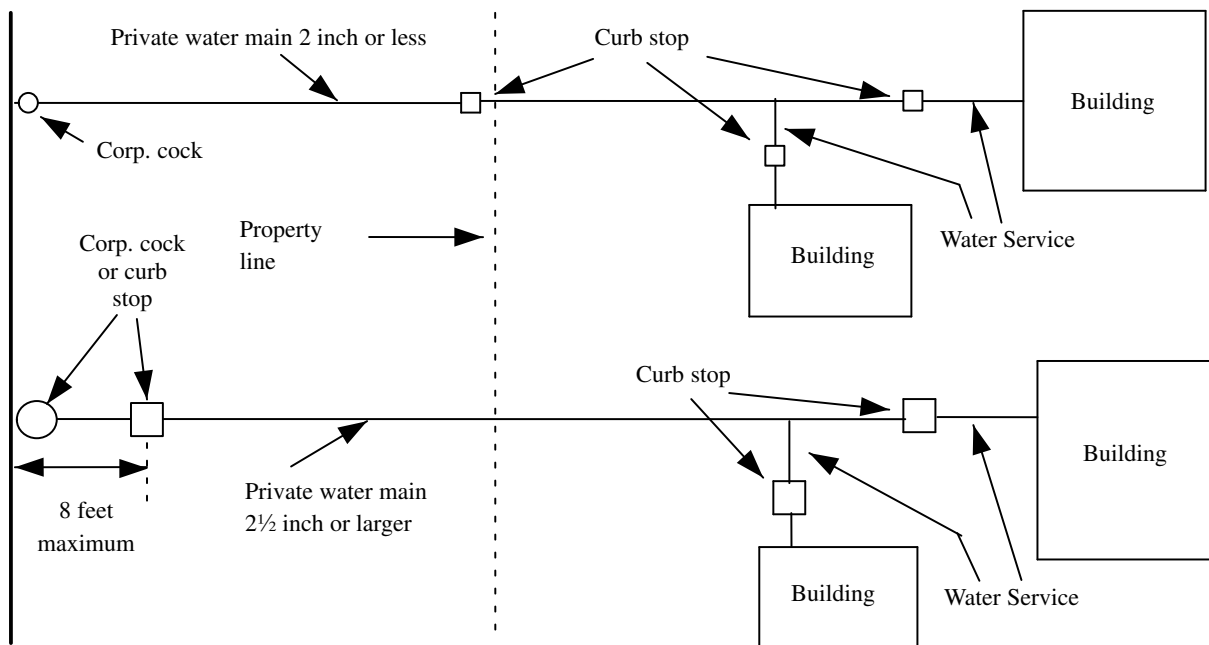 Private water main 2 inch or less
Curb stop
Building
Corp. cock
Property
line
Water Service
Building
Corp. cock
or curb
stop
Curb stop
Building
Private water main
2½ inch or larger
8 feet
maximum
Building
Water Service